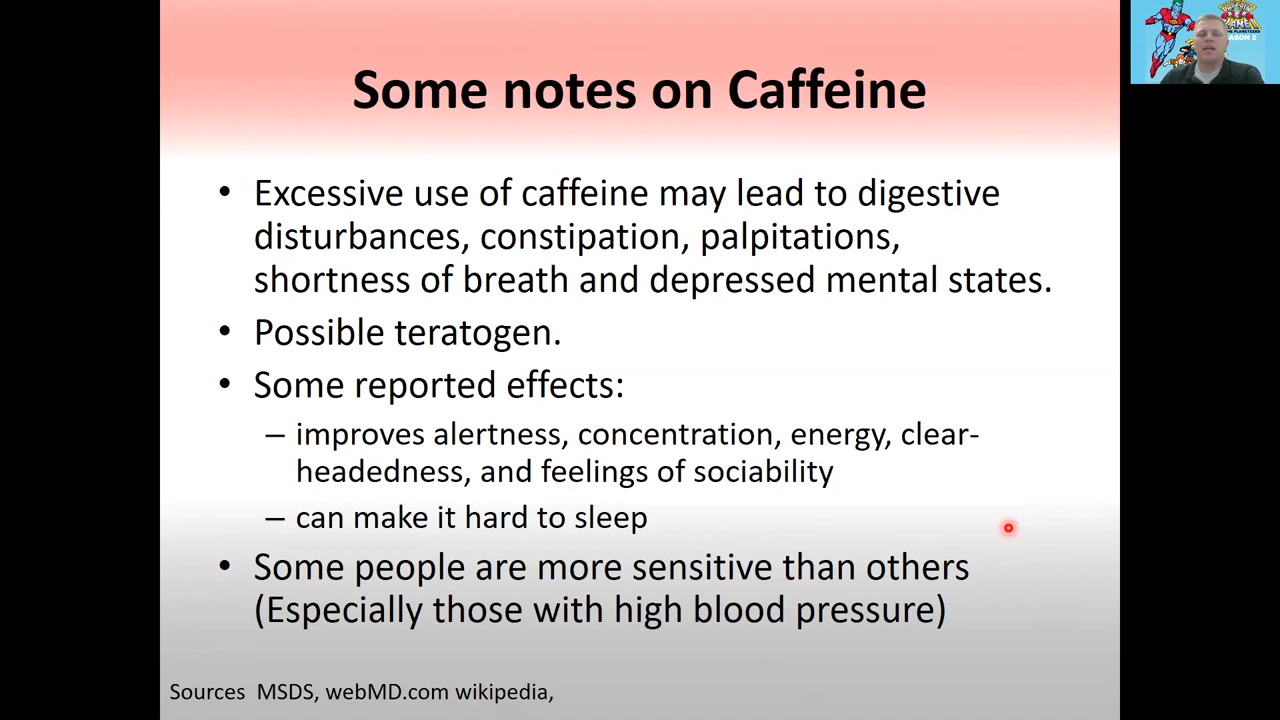 Some notes on Caffeine
• Excessive use of caffeine may lead to digestive
disturbances, constipation, palpitations,
shortness of breath and depressed mental states.
• Possible teratogen.
• Some reported effects:
– improves alertness, concentration, energy, clear-
headedness, and feelings of sociability
– can make it hard to sleep
• Some people are more sensitive than others
(Especially those with high blood pressure)
Sources  MSDS, webMD.com wikipedia,
SEASON 2